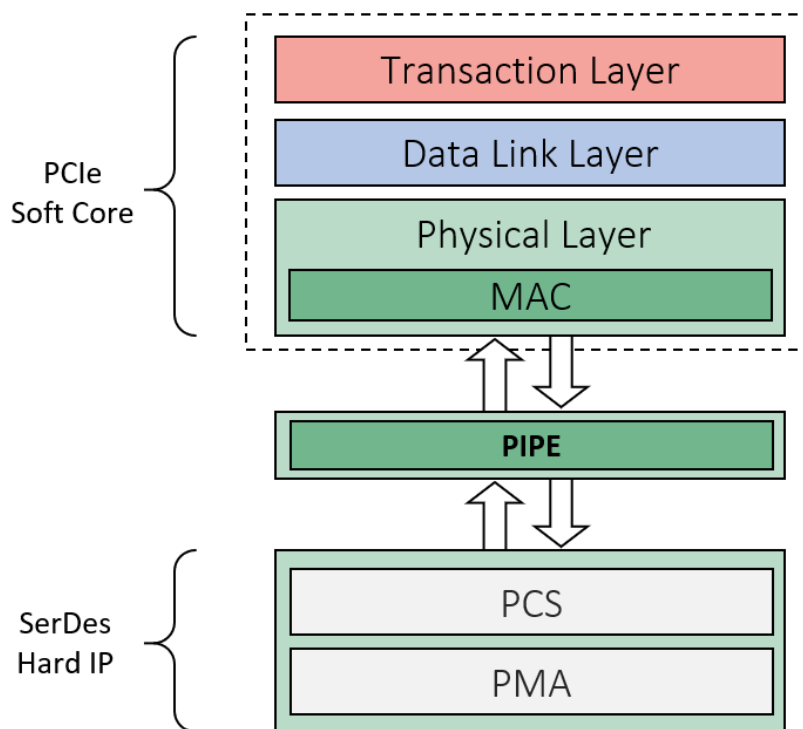 Transaction Layer
Data Link Layer
PCIe
Soft Core
Physical Layer
MAC
PIPE
SerDes
Hard IP
PCS
PMA